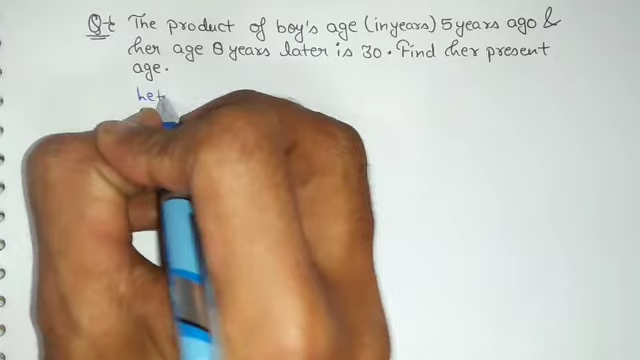 Qt The product of boy's age (in years) 5 years ago &
her age 8 years later is 30. Find her present
age.
Let